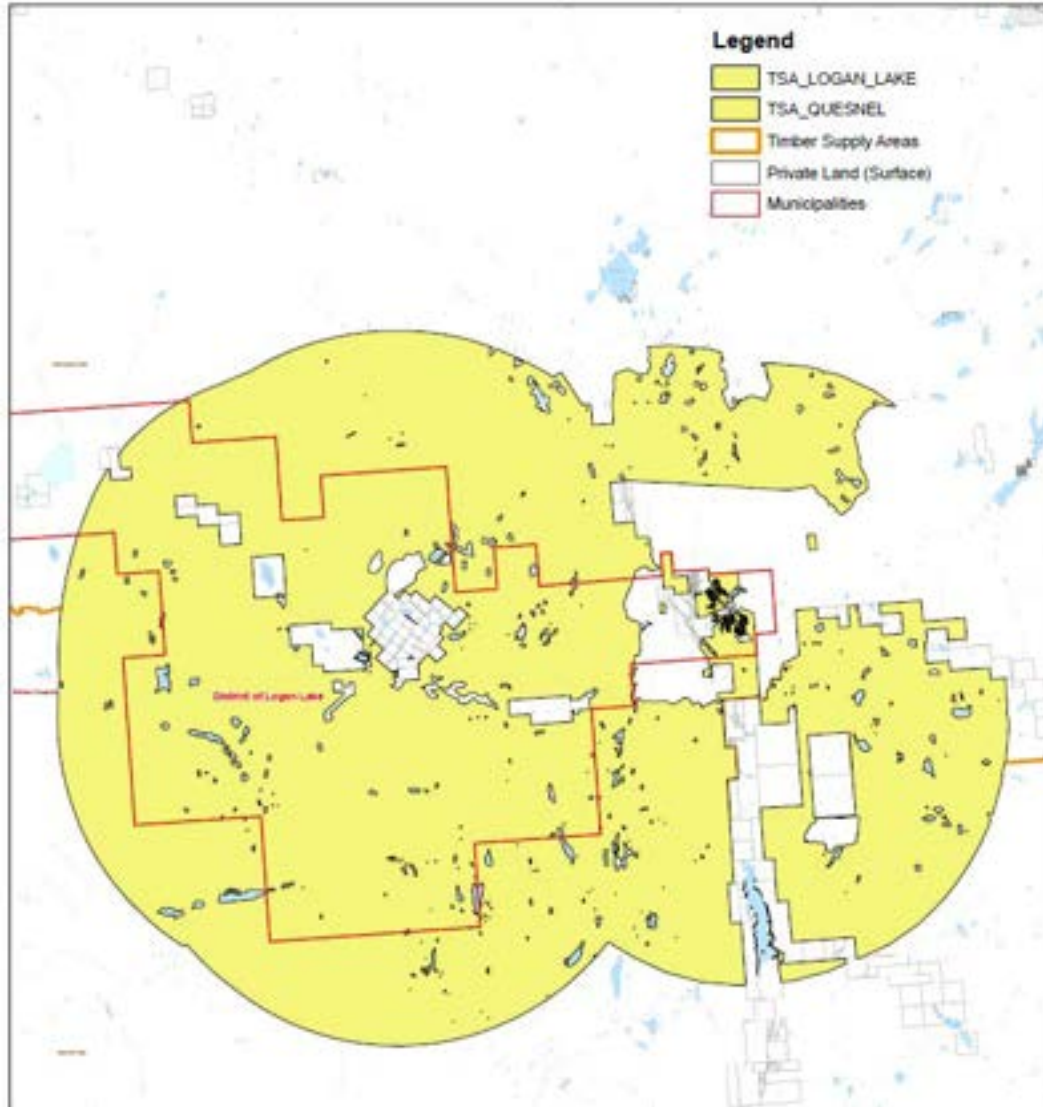 Legend
TSA_LOGAN_LAKE
TSA_QUESNEL
Timber Supply Areas
Private Land (Surface)
Municipalities
District of Logan Lake